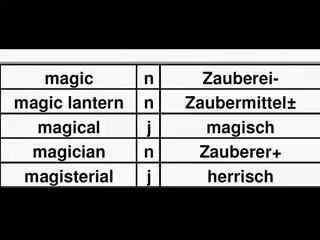 magic n Zauberei-
magic lantern n Zaubermittel±
magical j magisch
magician n Zauberer+
magisterial j herrisch